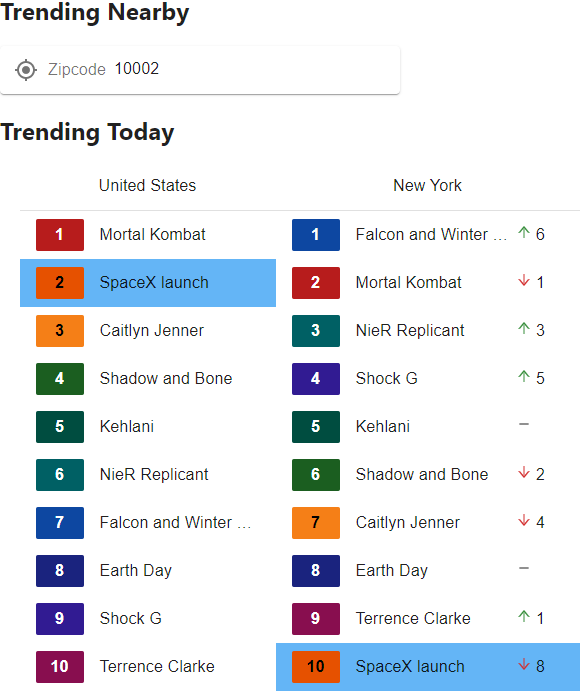 Trending Nearby
Zipcode 10002
Trending Today
United States New York
1 Mortal Kombat 1 Falcon and Winter ... ↑ 6
2 SpaceX launch 2 Mortal Kombat ↓ 1
3 Caitlyn Jenner 3 NieR Replicant ↑ 3
4 Shadow and Bone 4 Shock G ↑ 5
5 Kehlani 5 Kehlani –
6 NieR Replicant 6 Shadow and Bone ↓ 2
7 Falcon and Winter ... 7 Caitlyn Jenner ↓ 4
8 Earth Day 8 Earth Day –
9 Shock G 9 Terrence Clarke ↑ 1
10 Terrence Clarke 10 SpaceX launch ↓ 8